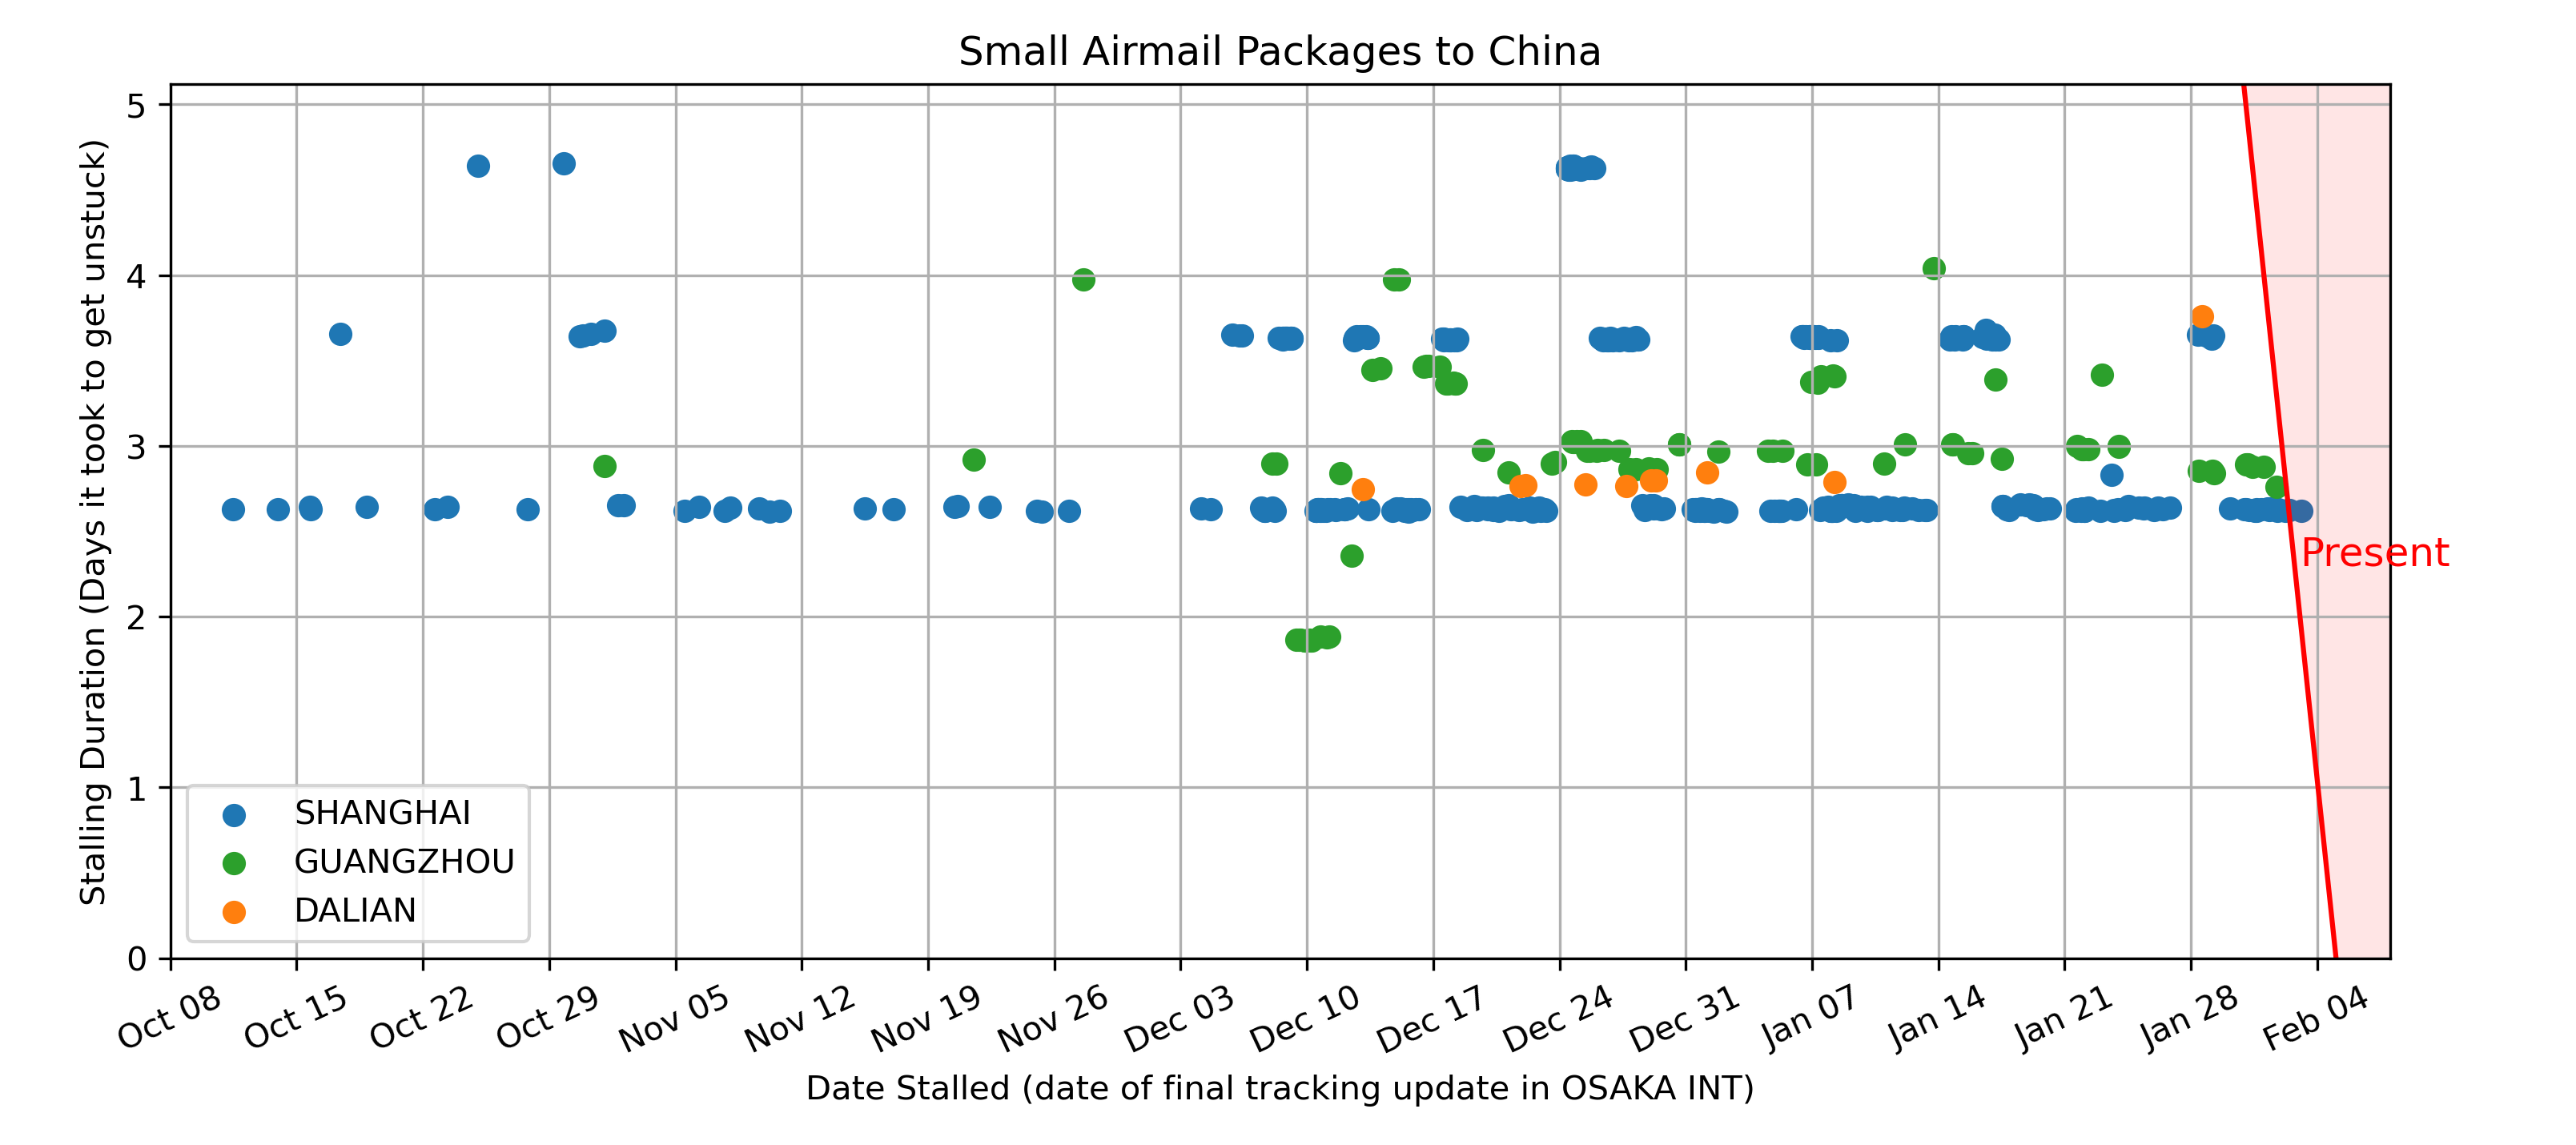 Small Airmail Packages to China
Stalling Duration (Days it took to get unstuck)
5
4
3
2
1
0
Present
SHANGHAI
GUANGZHOU
DALIAN
Oct 08
Oct 15
Oct 22
Oct 29
Nov 05
Nov 12
Nov 19
Nov 26
Dec 03
Dec 10
Dec 17
Dec 24
Dec 31
Jan 07
Jan 14
Jan 21
Jan 28
Feb 04
Date Stalled (date of final tracking update in OSAKA INT)